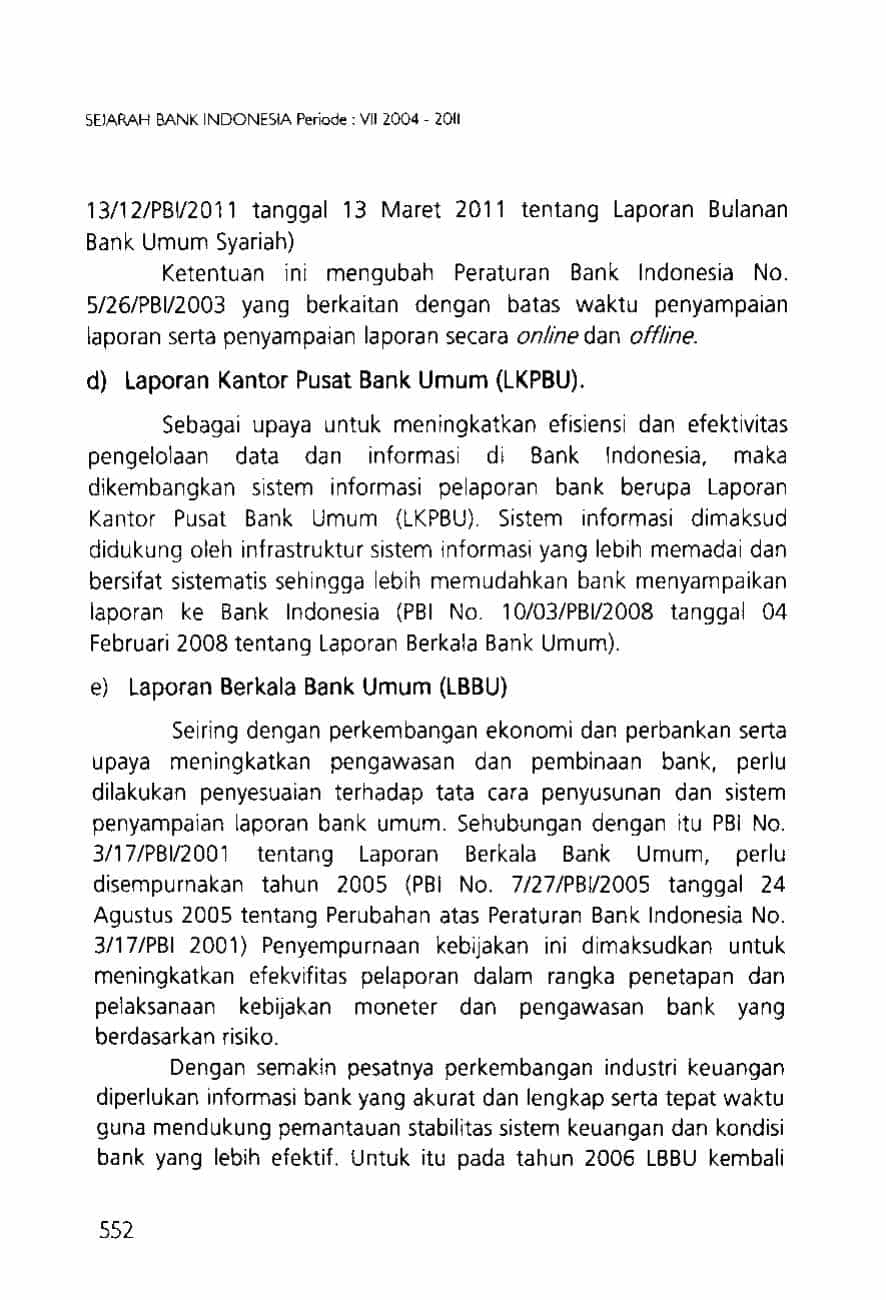 SEJARAH BANK INDONESIA Periode : VII 2004 - 2011
13/12/PBI/2011 tanggal 13 Maret 2011 tentang Laporan Bulanan
Bank Umum Syariah)
Ketentuan ini mengubah Peraturan Bank Indonesia No.
5/26/PBI/2003 yang berkaitan dengan batas waktu penyampaian
laporan serta penyampaian laporan secara online dan offline.
d) Laporan Kantor Pusat Bank Umum (LKPBU).
Sebagai upaya untuk meningkatkan efisiensi dan efektivitas
pengelolaan data dan informasi di Bank Indonesia, maka
dikembangkan sistem informasi pelaporan bank berupa Laporan
Kantor Pusat Bank Umum (LKPBU). Sistem informasi dimaksud
didukung oleh infrastruktur sistem informasi yang lebih memadai dan
bersifat sistematis sehingga lebih memudahkan bank menyampaikan
laporan ke Bank Indonesia (PBI No. 10/03/PBI/2008 tanggal 04
Februari 2008 tentang Laporan Berkala Bank Umum).
e) Laporan Berkala Bank Umum (LBBU)
Seiring dengan perkembangan ekonomi dan perbankan serta
upaya meningkatkan pengawasan dan pembinaan bank, perlu
dilakukan penyesuaian terhadap tata cara penyusunan dan sistem
penyampaian laporan bank umum. Sehubungan dengan itu PBI No.
3/17/PBI/2001 tentang Laporan Berkala Bank Umum, perlu
disempurnakan tahun 2005 (PBI No. 7/27/PBI/2005 tanggal 24
Agustus 2005 tentang Perubahan atas Peraturan Bank Indonesia No.
3/17/PBI 2001) Penyempurnaan kebijakan ini dimaksudkan untuk
meningkatkan efekvifitas pelaporan dalam rangka penetapan dan
pelaksanaan kebijakan moneter dan pengawasan bank yang
berdasarkan risiko.
Dengan semakin pesatnya perkembangan industri keuangan
diperlukan informasi bank yang akurat dan lengkap serta tepat waktu
guna mendukung pemantauan stabilitas sistem keuangan dan kondisi
bank yang lebih efektif. Untuk itu pada tahun 2006 LBBU kembali
552